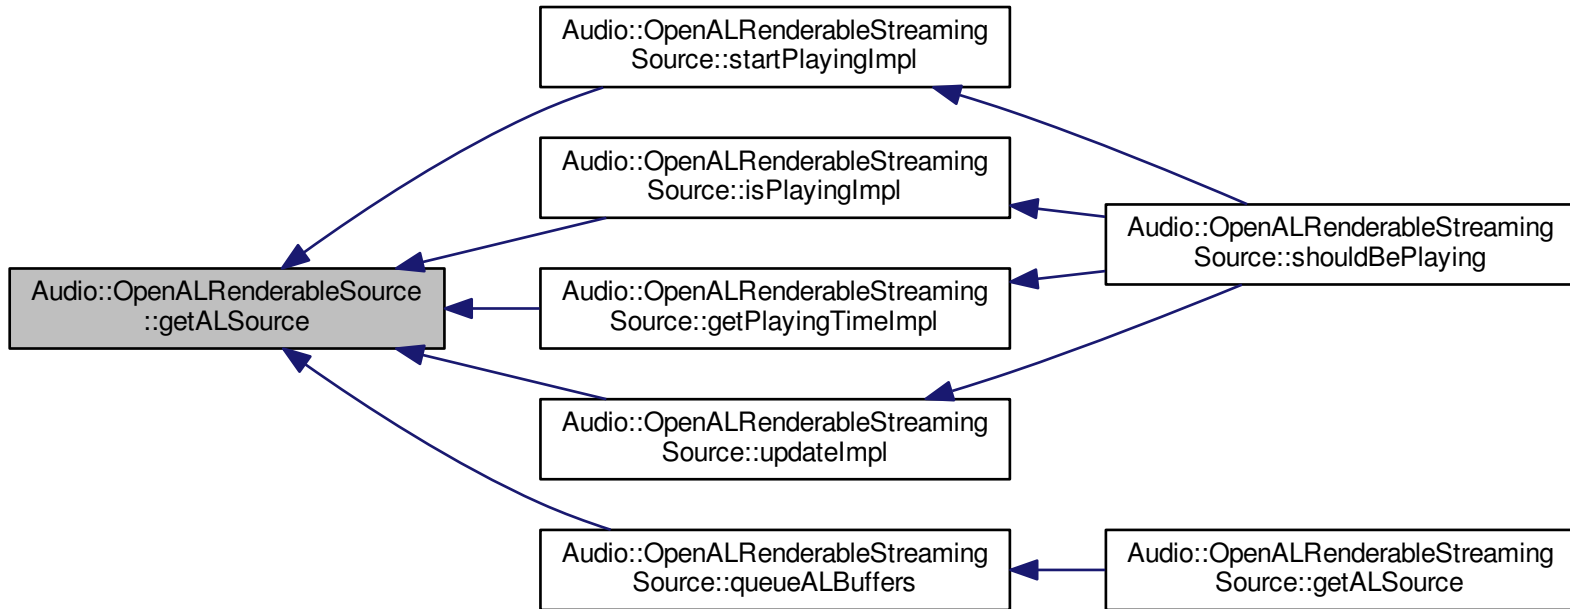 Audio::OpenALRenderableStreaming
Source::startPlayingImpl
Audio::OpenALRenderableStreaming
Source::isPlayingImpl
Audio::OpenALRenderableStreaming
Source::shouldBePlaying
Audio::OpenALRenderableSource
::getALSource
Audio::OpenALRenderableStreaming
Source::getPlayingTimeImpl
Audio::OpenALRenderableStreaming
Source::updateImpl
Audio::OpenALRenderableStreaming
Source::queueALBuffers
Audio::OpenALRenderableStreaming
Source::getALSource